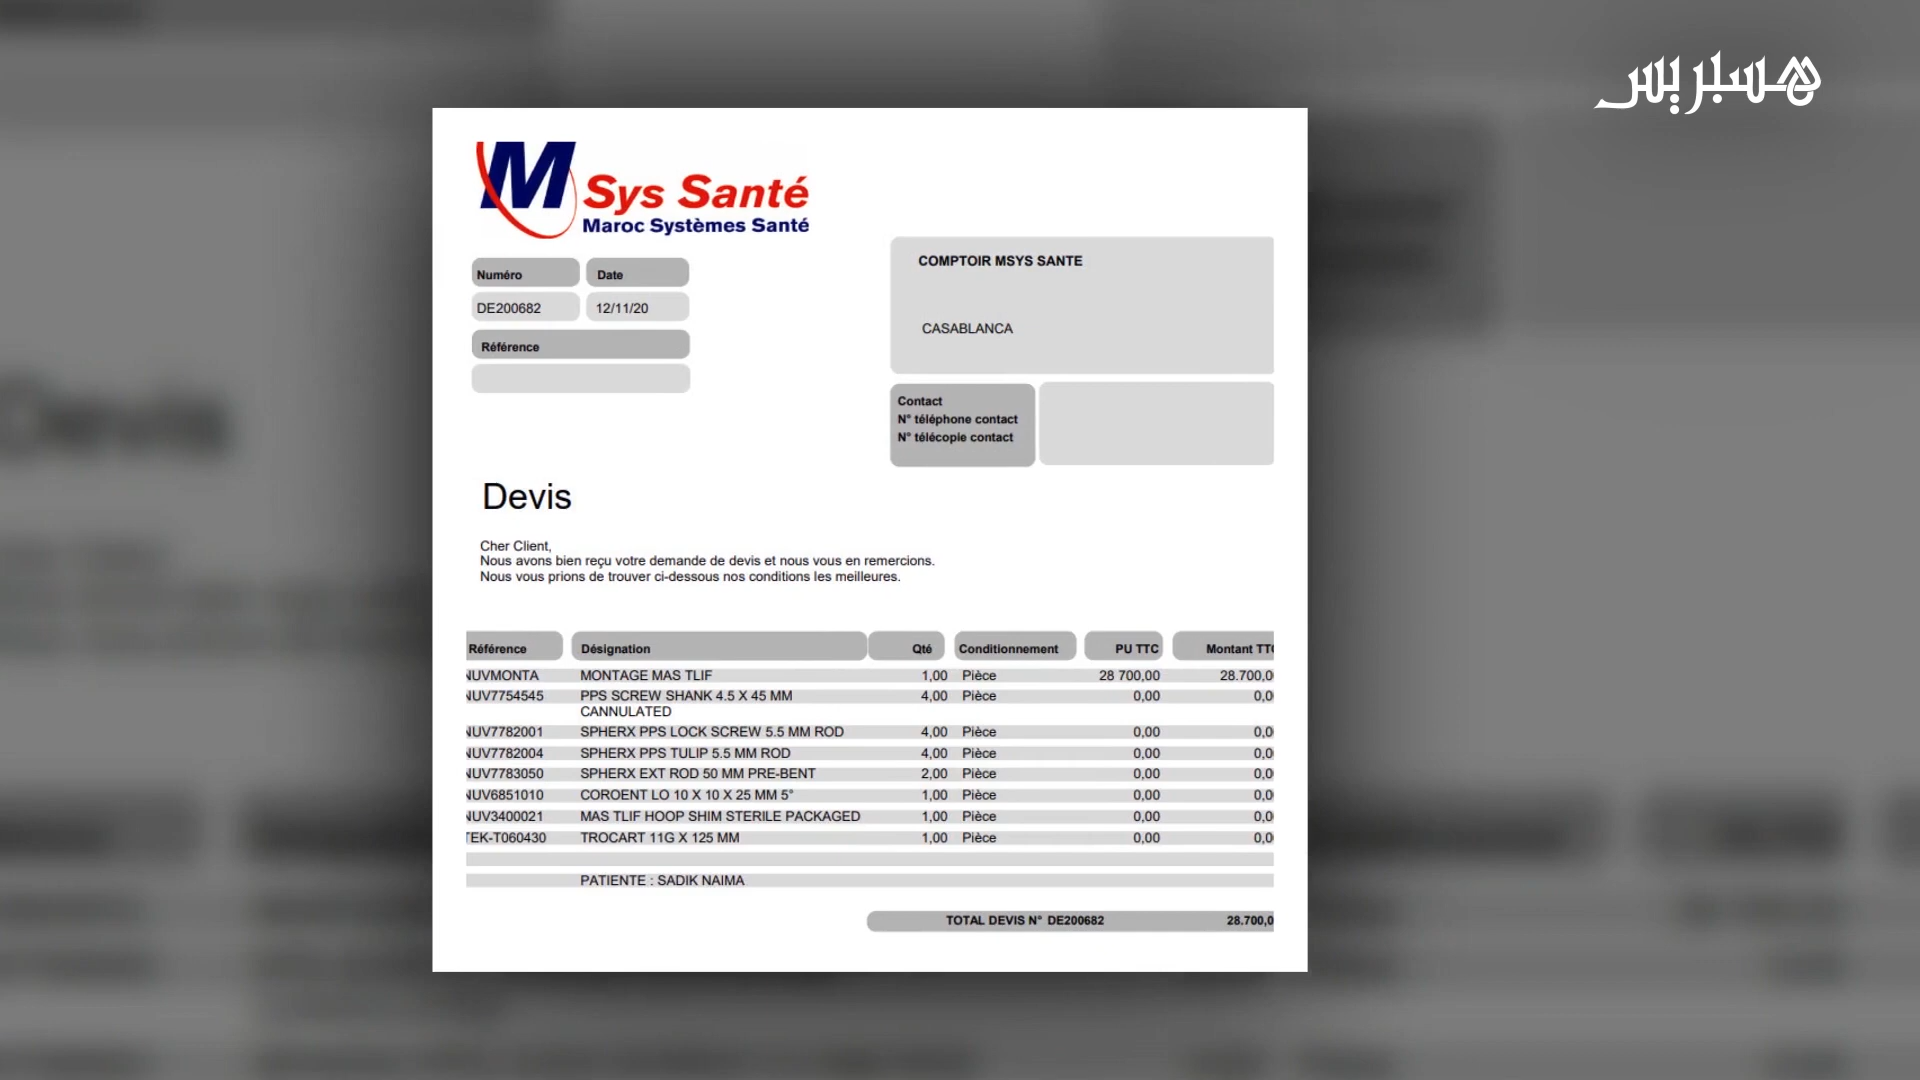 هسبريس
M Sys Santé
Maroc Systèmes Santé
Numéro Date
DE200682 12/11/20
Référence
COMPTOIR MSYS SANTE
CASABLANCA
Contact
N° téléphone contact
N° télécopie contact
Devis
Cher Client,
Nous avons bien reçu votre demande de devis et nous vous en remercions.
Nous vous prions de trouver ci-dessous nos conditions les meilleures.
Référence Désignation Qté Conditionnement PU TTC Montant TTC
NUVMONTA MONTAGE MAS TLIF 1,00 Pièce 28 700,00 28.700,0
NUV7754545 PPS SCREW SHANK 4.5 X 45 MM 4,00 Pièce 0,00 0,0
CANNULATED
NUV7782001 SPHERX PPS LOCK SCREW 5.5 MM ROD 4,00 Pièce 0,00 0,0
NUV7782004 SPHERX PPS TULIP 5.5 MM ROD 4,00 Pièce 0,00 0,0
NUV7783050 SPHERX EXT ROD 50 MM PRE-BENT 2,00 Pièce 0,00 0,0
NUV6851010 COROENT LO 10 X 10 X 25 MM 5° 1,00 Pièce 0,00 0,0
NUV3400021 MAS TLIF HOOP SHIM STERILE PACKAGED 1,00 Pièce 0,00 0,0
TEK-T060430 TROCART 11G X 125 MM 1,00 Pièce 0,00 0,0
PATIENTE : SADIK NAIMA
TOTAL DEVIS N° DE200682 28.700,0
Devis